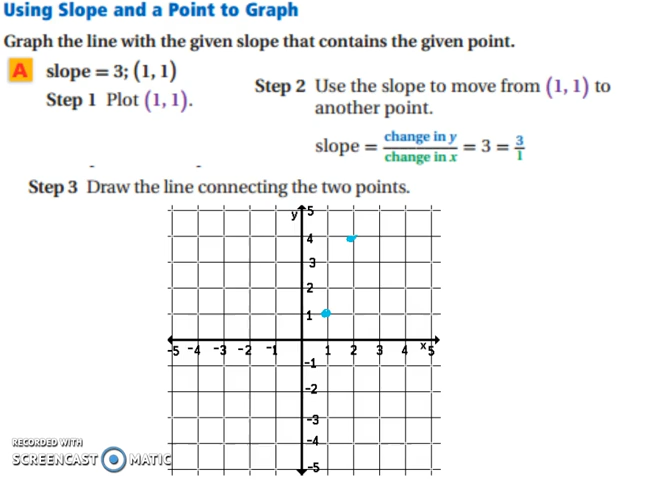 Using Slope and a Point to Graph
Graph the line with the given slope that contains the given point.
A slope = 3; (1, 1)
Step 1 Plot (1, 1).
Step 2 Use the slope to move from (1, 1) to
another point.
slope = change in y / change in x = 3 = 3/1
Step 3 Draw the line connecting the two points.
y 5
4
3
2
1
-5 -4 -3 -2 -1 1 2 3 4 x 5
-1
-2
-3
-4
-5
RECORDED WITH
SCREENCAST MATIC